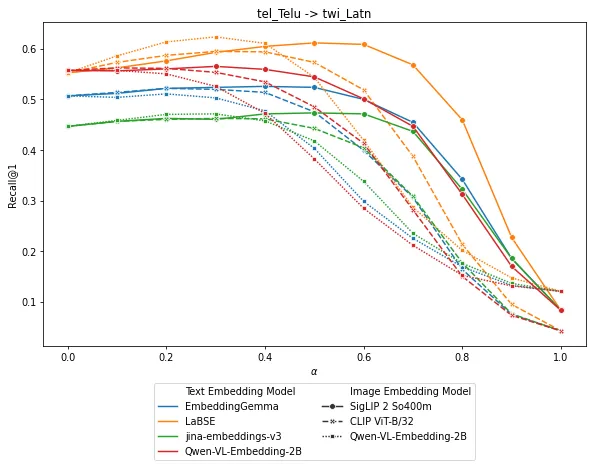 tel_Telu -> twi_Latn
Recall@1
0.6
0.5
0.4
0.3
0.2
0.1
0.0 0.2 0.4 0.6 0.8 1.0
α
Text Embedding Model Image Embedding Model
EmbeddingGemma SigLIP 2 So400m
LaBSE CLIP ViT-B/32
jina-embeddings-v3 Qwen-VL-Embedding-2B
Qwen-VL-Embedding-2B